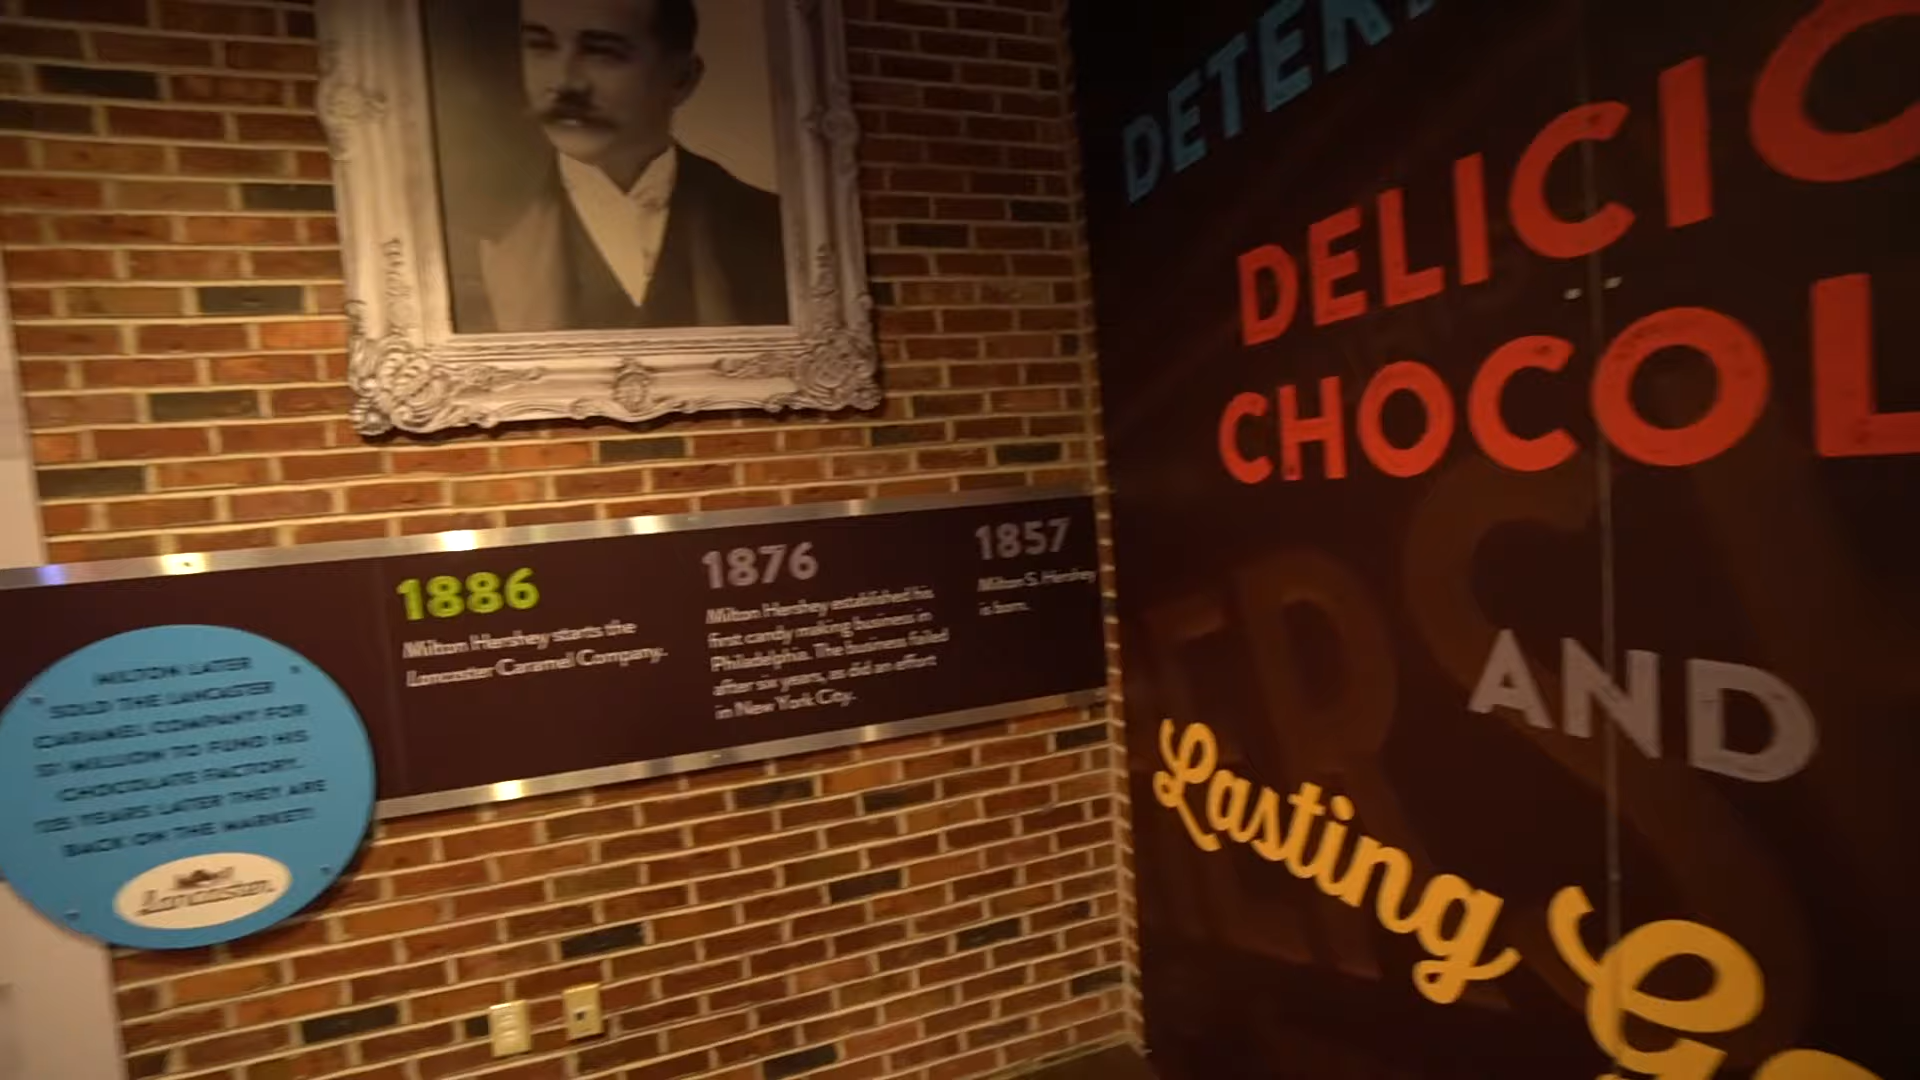 DELICIO
CHOCOL
AND
Lasting
1886
Milton Hershey starts the
Lancaster Caramel Company.
1876
Milton Hershey established his
first candy making business in
Philadelphia. The business failed
after six years, as did an effort
in New York City.
1857
Milton S. Hershey
is born.
MILTON LATER
SOLD THE LANCASTER
CARAMEL COMPANY FOR
$1 MILLION TO FUND HIS
CHOCOLATE FACTORY.
YEARS LATER THEY ARE
BACK ON THE MARKET!
Lancaster